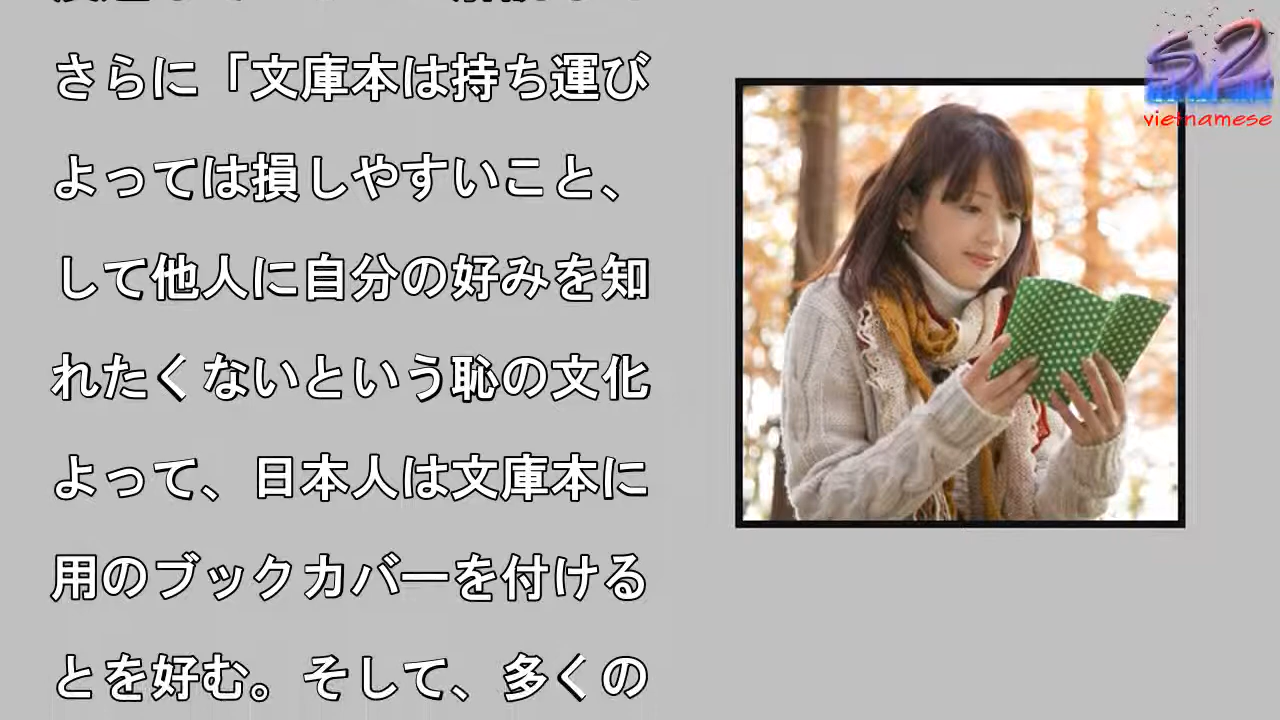 さらに「文庫本は持ち運び
よっては損しやすいこと、
して他人に自分の好みを知
れたくないという恥の文化
よって、日本人は文庫本に
用のブックカバーを付ける
とを好む。そして、多くの
S2
vietnamese